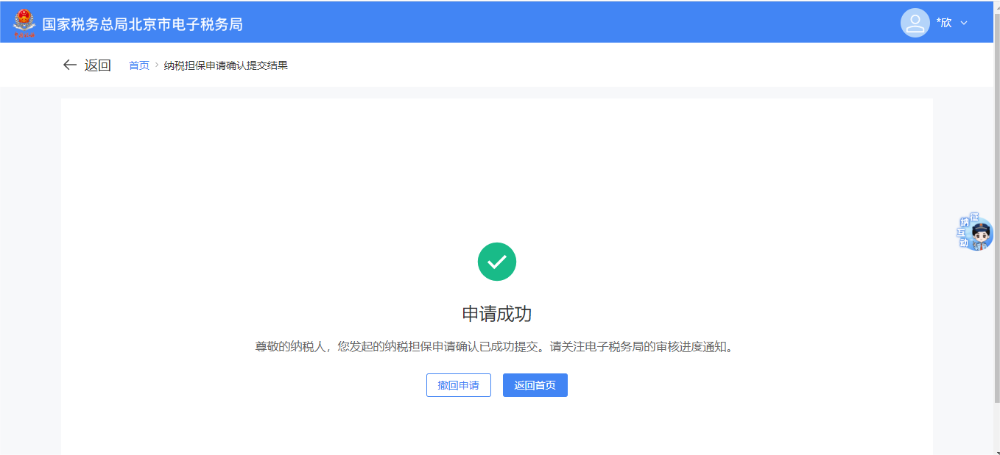 国家税务总局北京市电子税务局
*欣
返回 首页 > 纳税担保申请确认提交结果
征纳互动
申请成功
尊敬的纳税人，您发起的纳税担保申请确认已成功提交。请关注电子税务局的审核进度通知。
撤回申请 返回首页